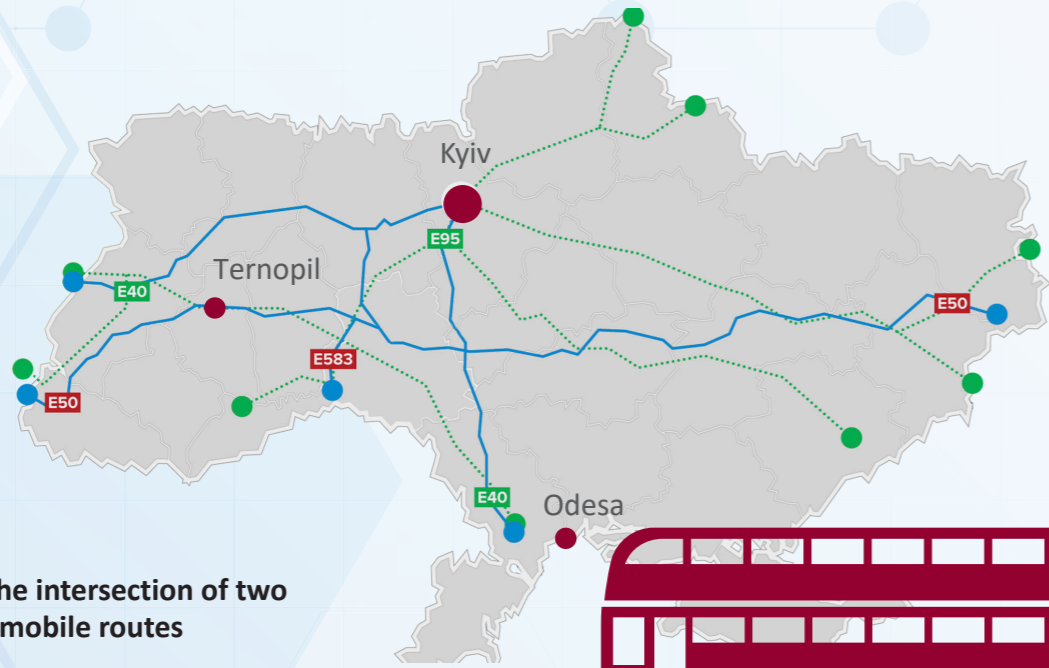 Kyiv
E95
Ternopil
E40
E50
E583
E50
E40
Odesa
he intersection of two
mobile routes